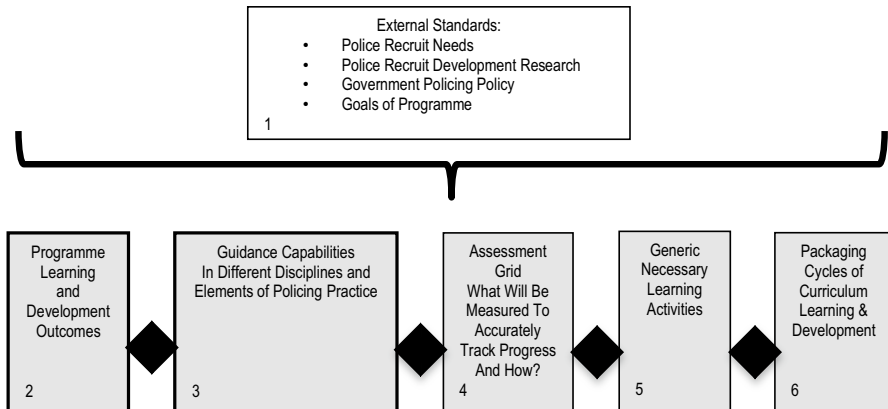 External Standards:
• Police Recruit Needs
• Police Recruit Development Research
• Government Policing Policy
• Goals of Programme
1
Programme
Learning
and
Development
Outcomes
2
Guidance Capabilities
In Different Disciplines and
Elements of Policing Practice
3
Assessment
Grid
What Will Be
Measured To
Accurately
Track Progress
And How?
4
Generic
Necessary
Learning
Activities
5
Packaging
Cycles of
Curriculum
Learning &
Development
6